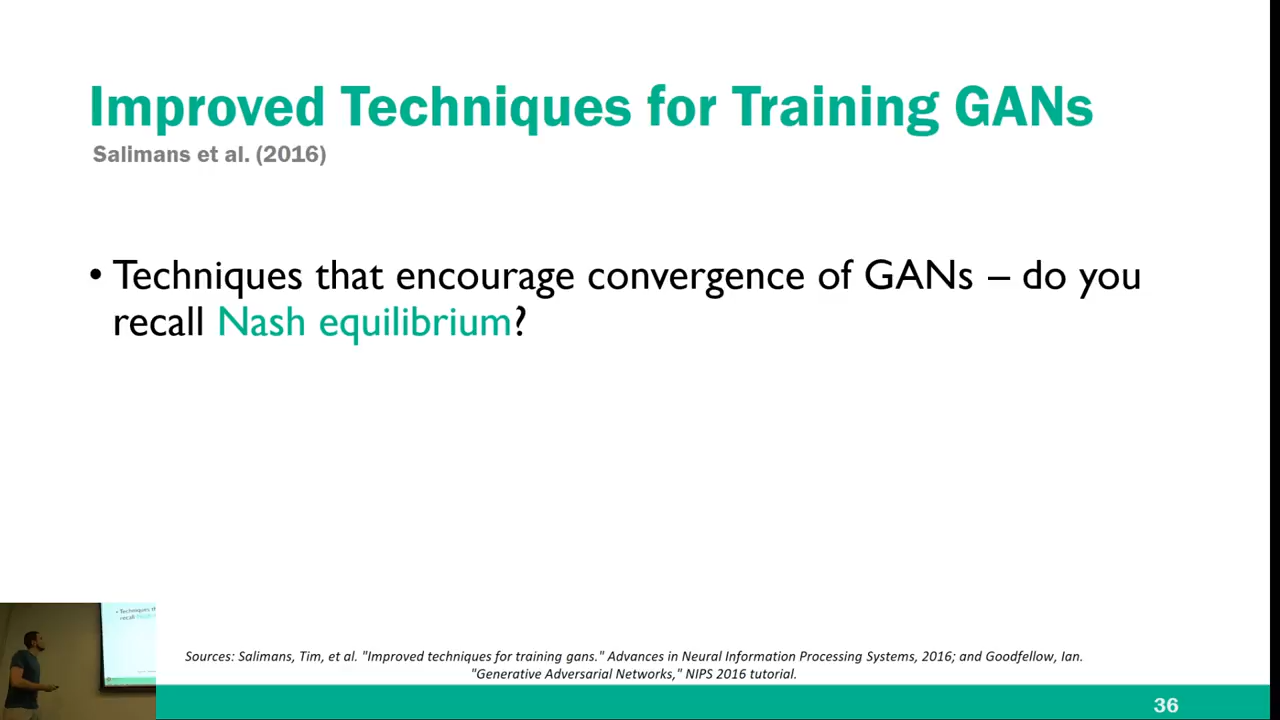 Improved Techniques for Training GANs
Salimans et al. (2016)
• Techniques that encourage convergence of GANs – do you
recall Nash equilibrium?
Sources: Salimans, Tim, et al. "Improved techniques for training gans." Advances in Neural Information Processing Systems, 2016; and Goodfellow, Ian.
"Generative Adversarial Networks," NIPS 2016 tutorial.
36